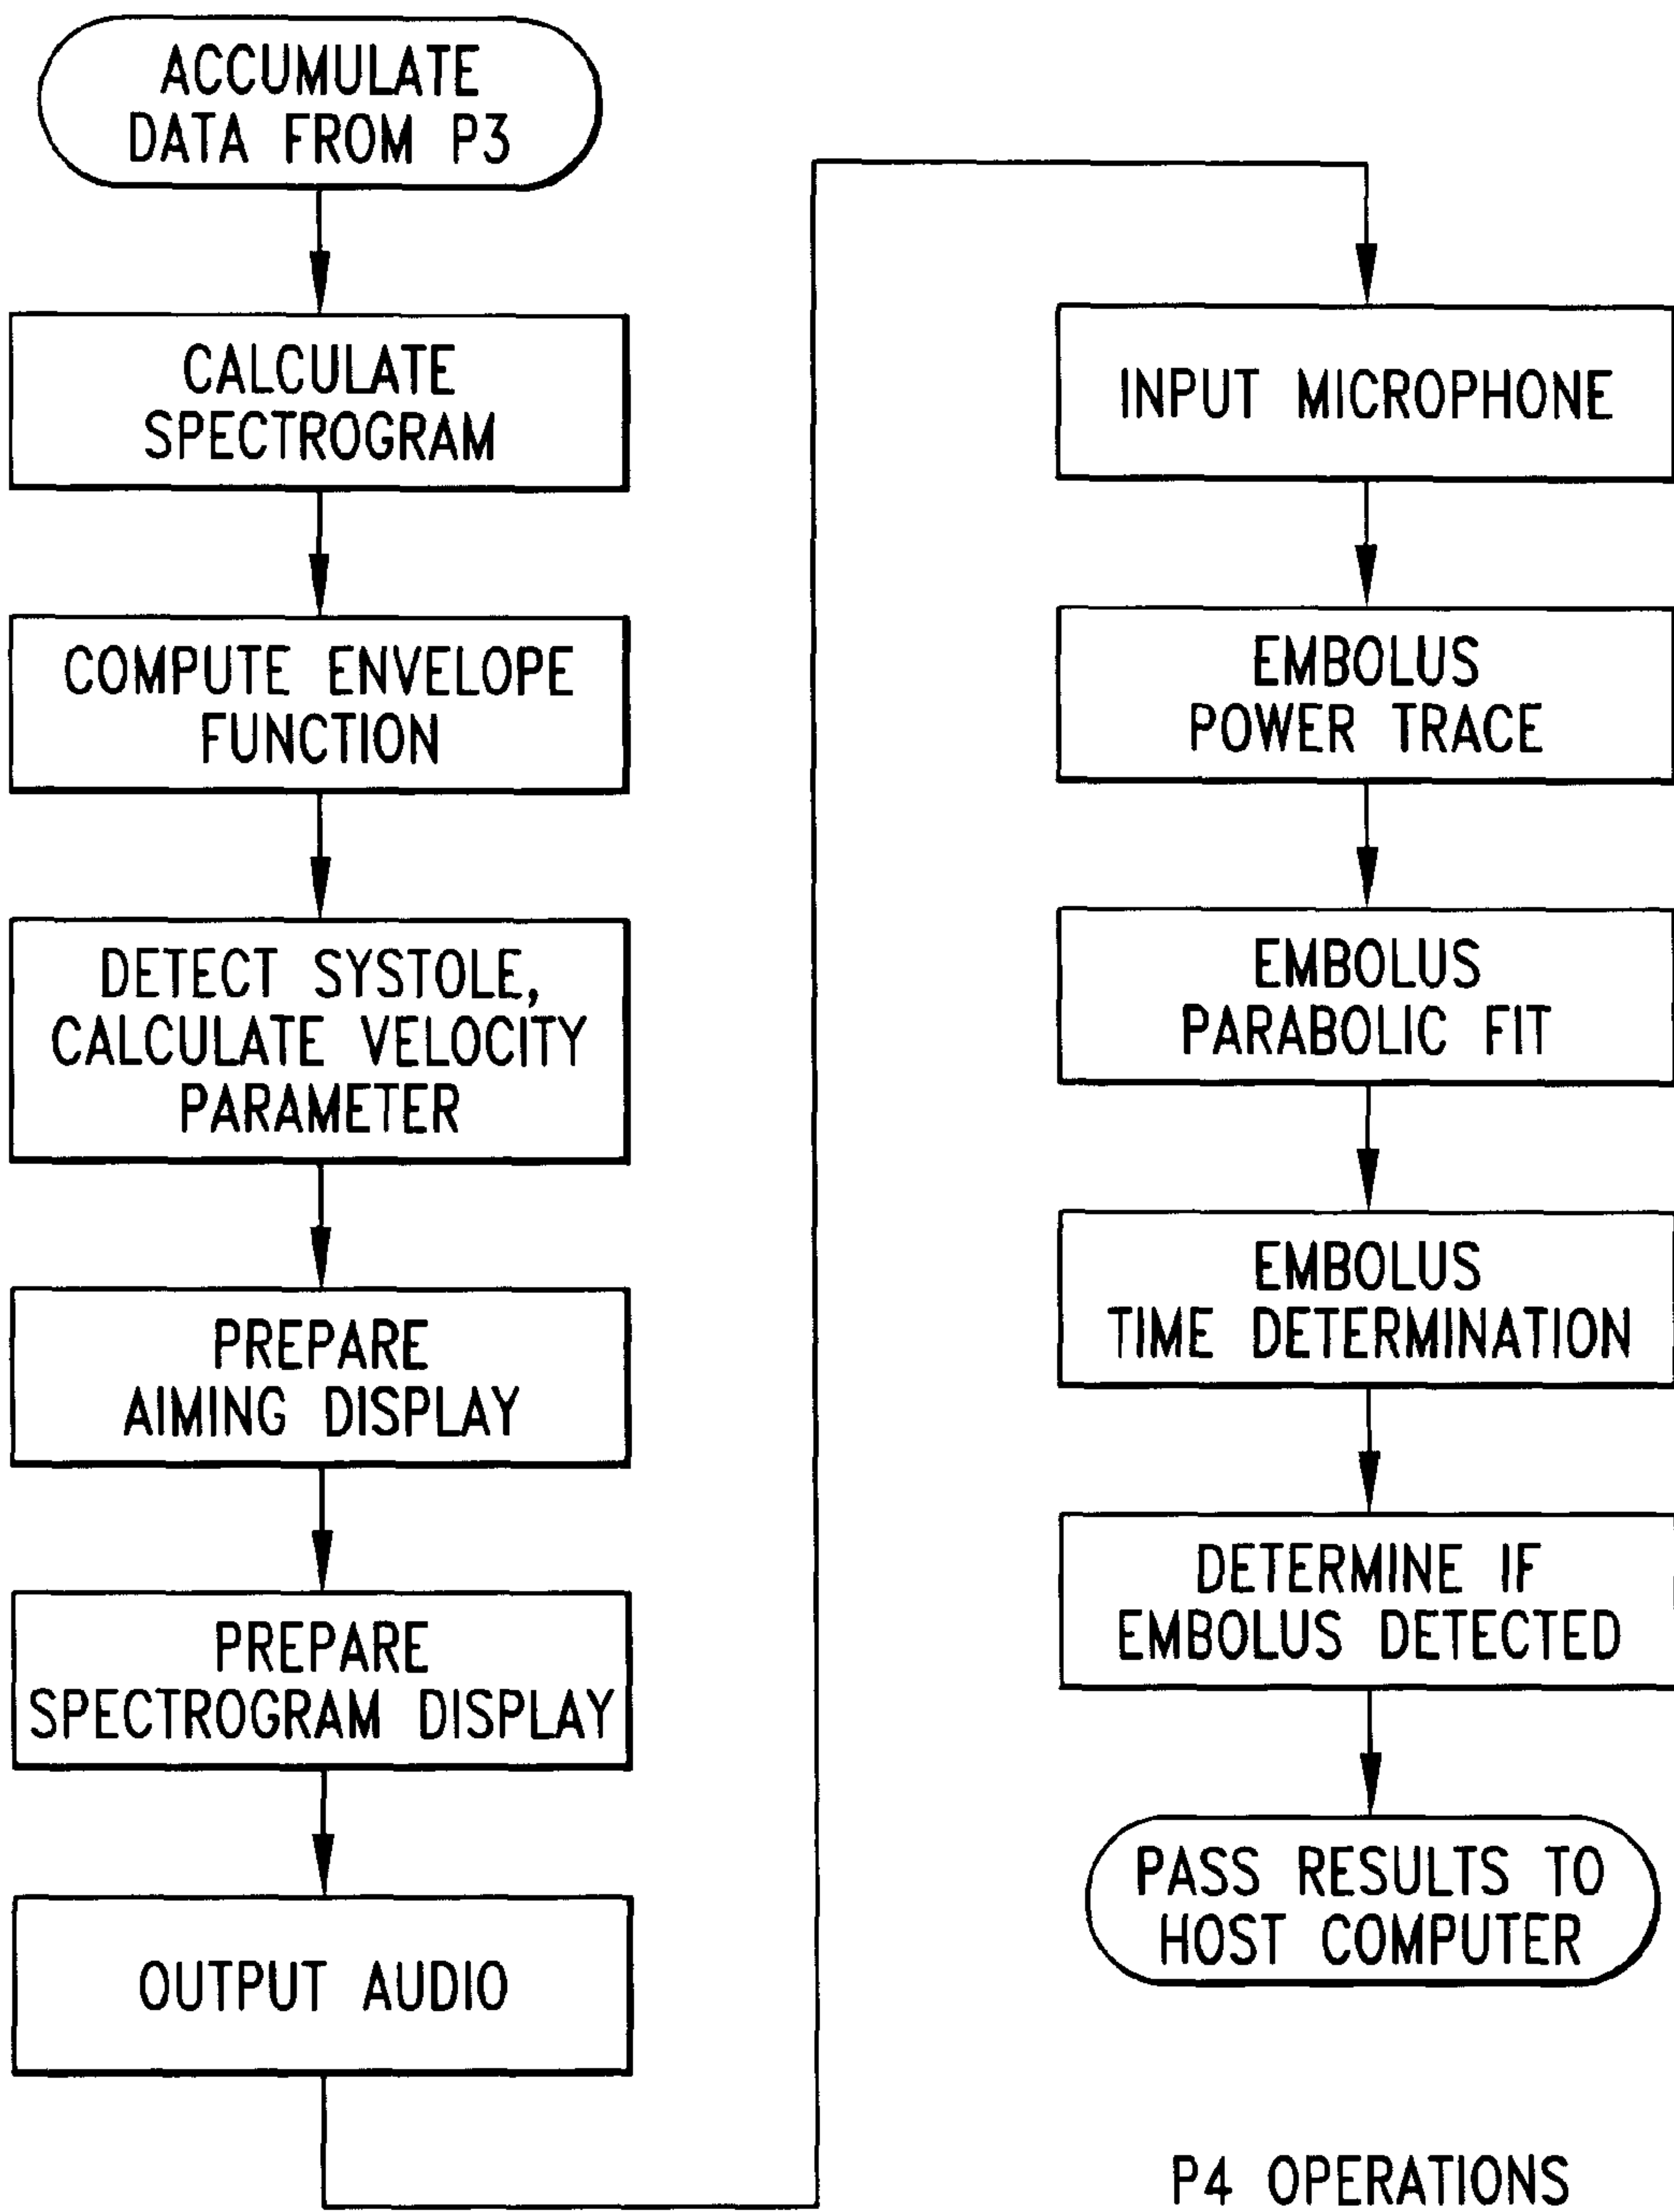 ACCUMULATE
DATA FROM P3
CALCULATE
SPECTROGRAM
COMPUTE ENVELOPE
FUNCTION
DETECT SYSTOLE,
CALCULATE VELOCITY
PARAMETER
PREPARE
AIMING DISPLAY
PREPARE
SPECTROGRAM DISPLAY
OUTPUT AUDIO
INPUT MICROPHONE
EMBOLUS
POWER TRACE
EMBOLUS
PARABOLIC FIT
EMBOLUS
TIME DETERMINATION
DETERMINE IF
EMBOLUS DETECTED
PASS RESULTS TO
HOST COMPUTER
P4 OPERATIONS